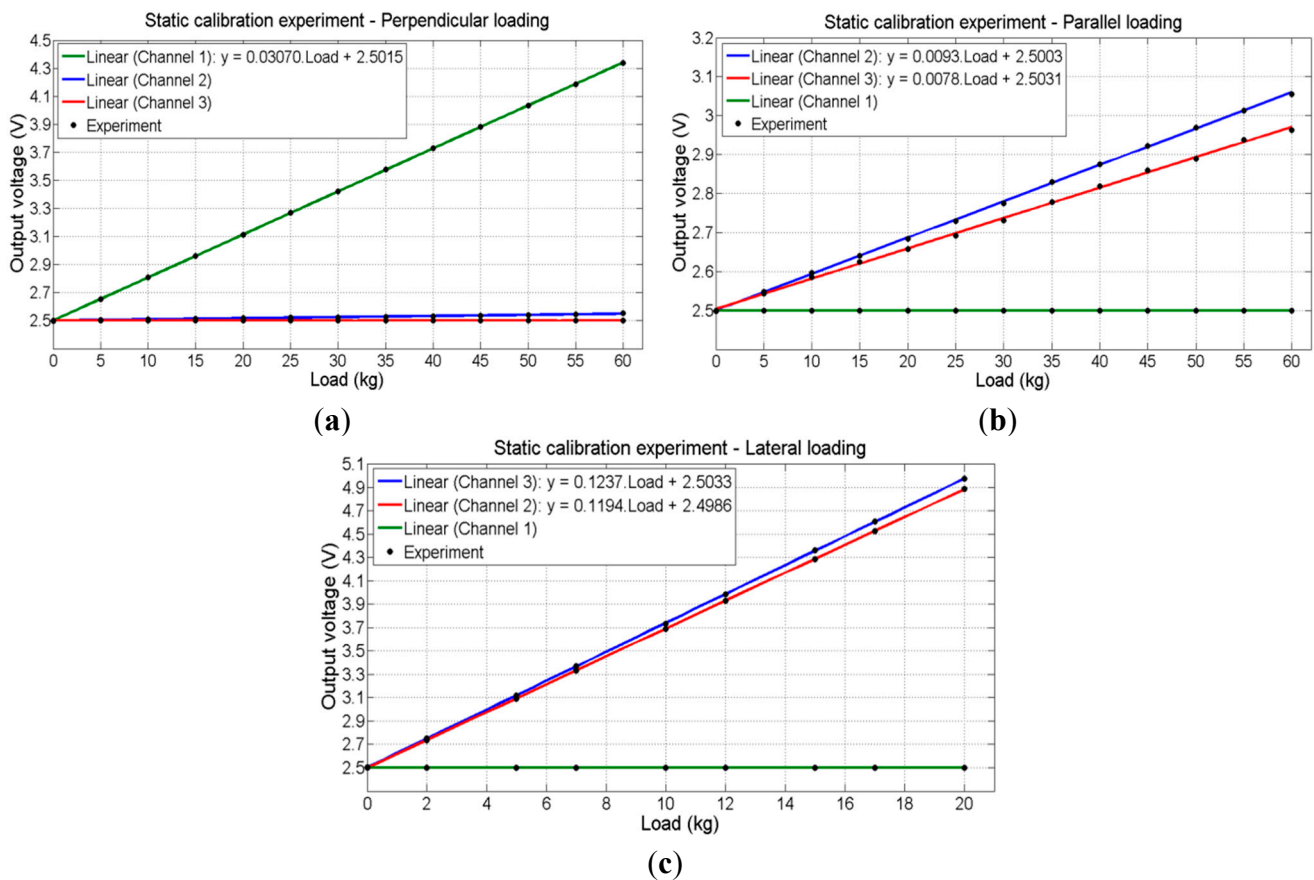 Static calibration experiment - Perpendicular loading
4.5
4.3
4.1
3.9
3.7
3.5
3.3
3.1
2.9
2.7
2.5
Output voltage (V)
Linear (Channel 1): y = 0.03070.Load + 2.5015
Linear (Channel 2)
Linear (Channel 3)
Experiment
0 5 10 15 20 25 30 35 40 45 50 55 60
Load (kg)
(a)
Static calibration experiment - Parallel loading
3.2
3.1
3
2.9
2.8
2.7
2.6
2.5
Output voltage (V)
Linear (Channel 2): y = 0.0093.Load + 2.5003
Linear (Channel 3): y = 0.0078.Load + 2.5031
Linear (Channel 1)
Experiment
0 5 10 15 20 25 30 35 40 45 50 55 60
Load (kg)
(b)
Static calibration experiment - Lateral loading
5.1
4.9
4.7
4.5
4.3
4.1
3.9
3.7
3.5
3.3
3.1
2.9
2.7
2.5
Output voltage (V)
Linear (Channel 3): y = 0.1237.Load + 2.5033
Linear (Channel 2): y = 0.1194.Load + 2.4986
Linear (Channel 1)
Experiment
0 2 4 6 8 10 12 14 16 18 20
Load (kg)
(c)